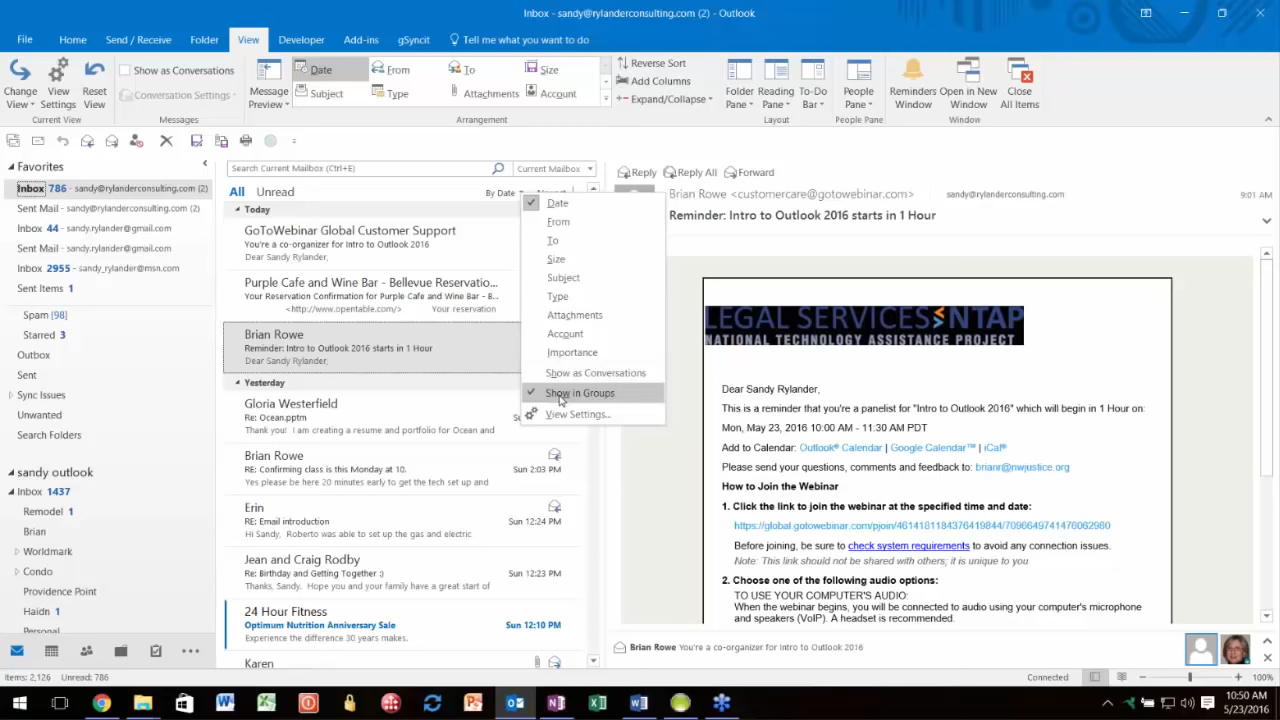 Inbox - sandy@rylanderconsulting.com (2) - Outlook
File Home Send / Receive Folder View Developer Add-ins gSyncit Tell me what you want to do
Change View View Settings Reset View
Current View
Show as Conversations
Conversation Settings
Messages
Message Preview
Date From To Size
Subject Type Attachments Account
Arrangement
Reverse Sort
Add Columns
Expand/Collapse
Folder Pane Reading Pane To-Do Bar
Layout
People Pane
People Pane
Reminders Window Open in New Window Close All Items
Window
Favorites
Inbox 786 - sandy@rylanderconsulting.com (2)
Sent Mail - sandy@rylanderconsulting.com (2)
Inbox 44 - sandy.rylander@gmail.com
Sent Mail - sandy.rylander@gmail.com
Inbox 2955 - sandy_rylander@msn.com
Sent Items 1
Spam [98]
Starred 3
Outbox
Sent
Sync Issues
Unwanted
Search Folders
sandy outlook
Inbox 1437
Remodel 1
Brian
Worldmark
Condo
Providence Point
Haidn 1
Personal
Search Current Mailbox (Ctrl+E) Current Mailbox
All Unread By Date
Today
GoToWebinar Global Customer Support
You're a co-organizer for Intro to Outlook 2016
Dear Sandy Rylander,
Purple Cafe and Wine Bar - Bellevue Reservatio...
Your Reservation Confirmation for Purple Cafe and Wine Bar - B...
<http://www.opentable.com/> Your reservation
Brian Rowe
Reminder: Intro to Outlook 2016 starts in 1 Hour
Dear Sandy Rylander,
Yesterday
Gloria Westerfield
Re: Ocean.pptm
Thank you! I am creating a resume and portfolio for Ocean and
Brian Rowe
RE: Confirming class is this Monday at 10. Sun 2:03 PM
Yes please be here 20 minutes early to get the tech set up and
Erin
RE: Email introduction Sun 12:24 PM
Hi Sandy, Roberto was able to set up the gas and electric
Jean and Craig Rodby
Re: Birthday and Getting Together :) Sun 12:23 PM
Thanks, Sandy. Hope you and your family have a great start of
24 Hour Fitness
Optimum Nutrition Anniversary Sale Sun 12:10 PM
Experience the difference 30 years makes.
Karen
Date
From
To
Size
Subject
Type
Attachments
Account
Importance
Show as Conversations
Show in Groups
View Settings...
Reply Reply All Forward
Brian Rowe <customercare@gotowebinar.com> sandy@rylanderconsulting.com 9:01 AM
Reminder: Intro to Outlook 2016 starts in 1 Hour
LEGAL SERVICES NTAP
NATIONAL TECHNOLOGY ASSISTANCE PROJECT
Dear Sandy Rylander,
This is a reminder that you're a panelist for "Intro to Outlook 2016" which will begin in 1 Hour on:
Mon, May 23, 2016 10:00 AM - 11:30 AM PDT
Add to Calendar: Outlook® Calendar | Google Calendar™ | iCal®
Please send your questions, comments and feedback to: brianr@nwjustice.org
How to Join the Webinar
1. Click the link to join the webinar at the specified time and date:
https://global.gotowebinar.com/pjoin/4614181184376419844/7096649741476062980
Before joining, be sure to check system requirements to avoid any connection issues.
Note: This link should not be shared with others; it is unique to you
2. Choose one of the following audio options:
TO USE YOUR COMPUTER'S AUDIO:
When the webinar begins, you will be connected to audio using your computer's microphone
and speakers (VoIP). A headset is recommended.
Brian Rowe You're a co-organizer for Intro to Outlook 2016
Items: 2,126 Unread: 786 Connected 100%
10:50 AM
5/23/2016